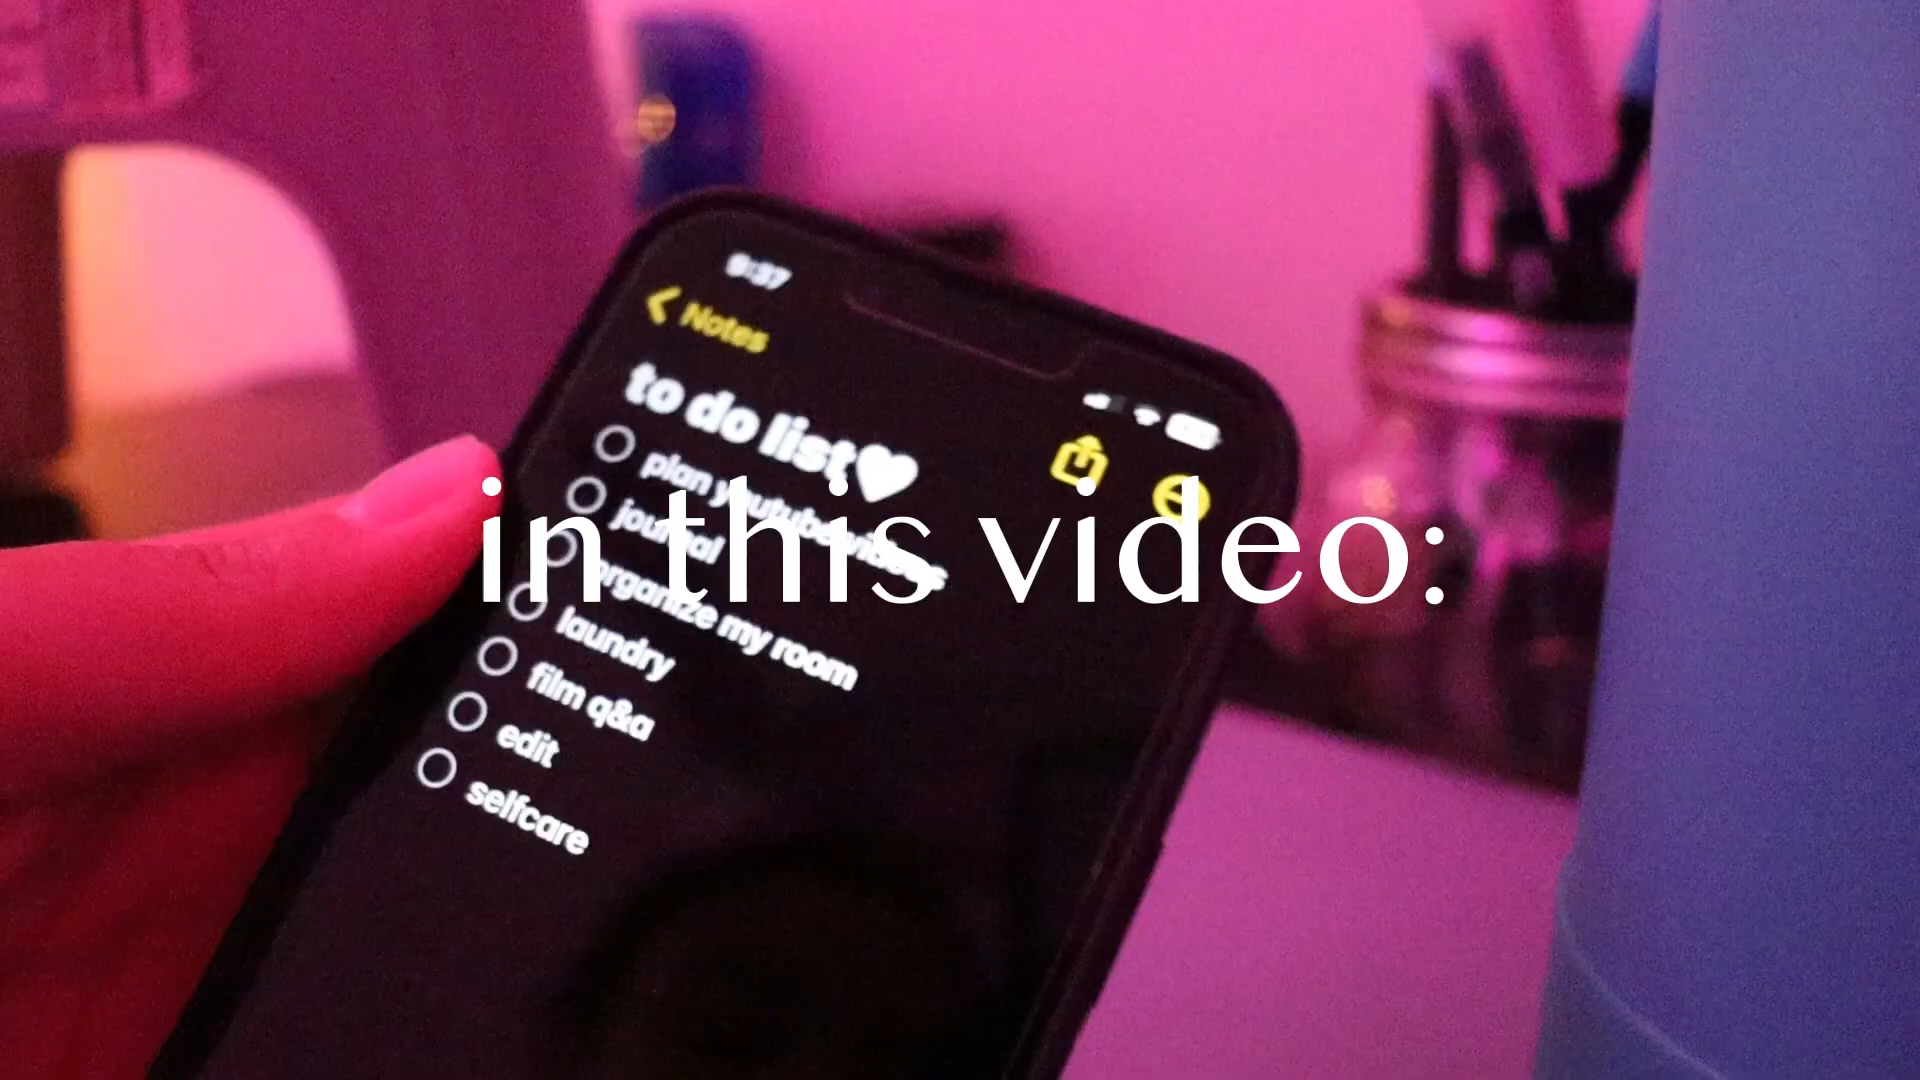 9:37
Notes
to do list🤍
plan youtube videos
journal
organize my room
laundry
film q&a
edit
selfcare
in this video: